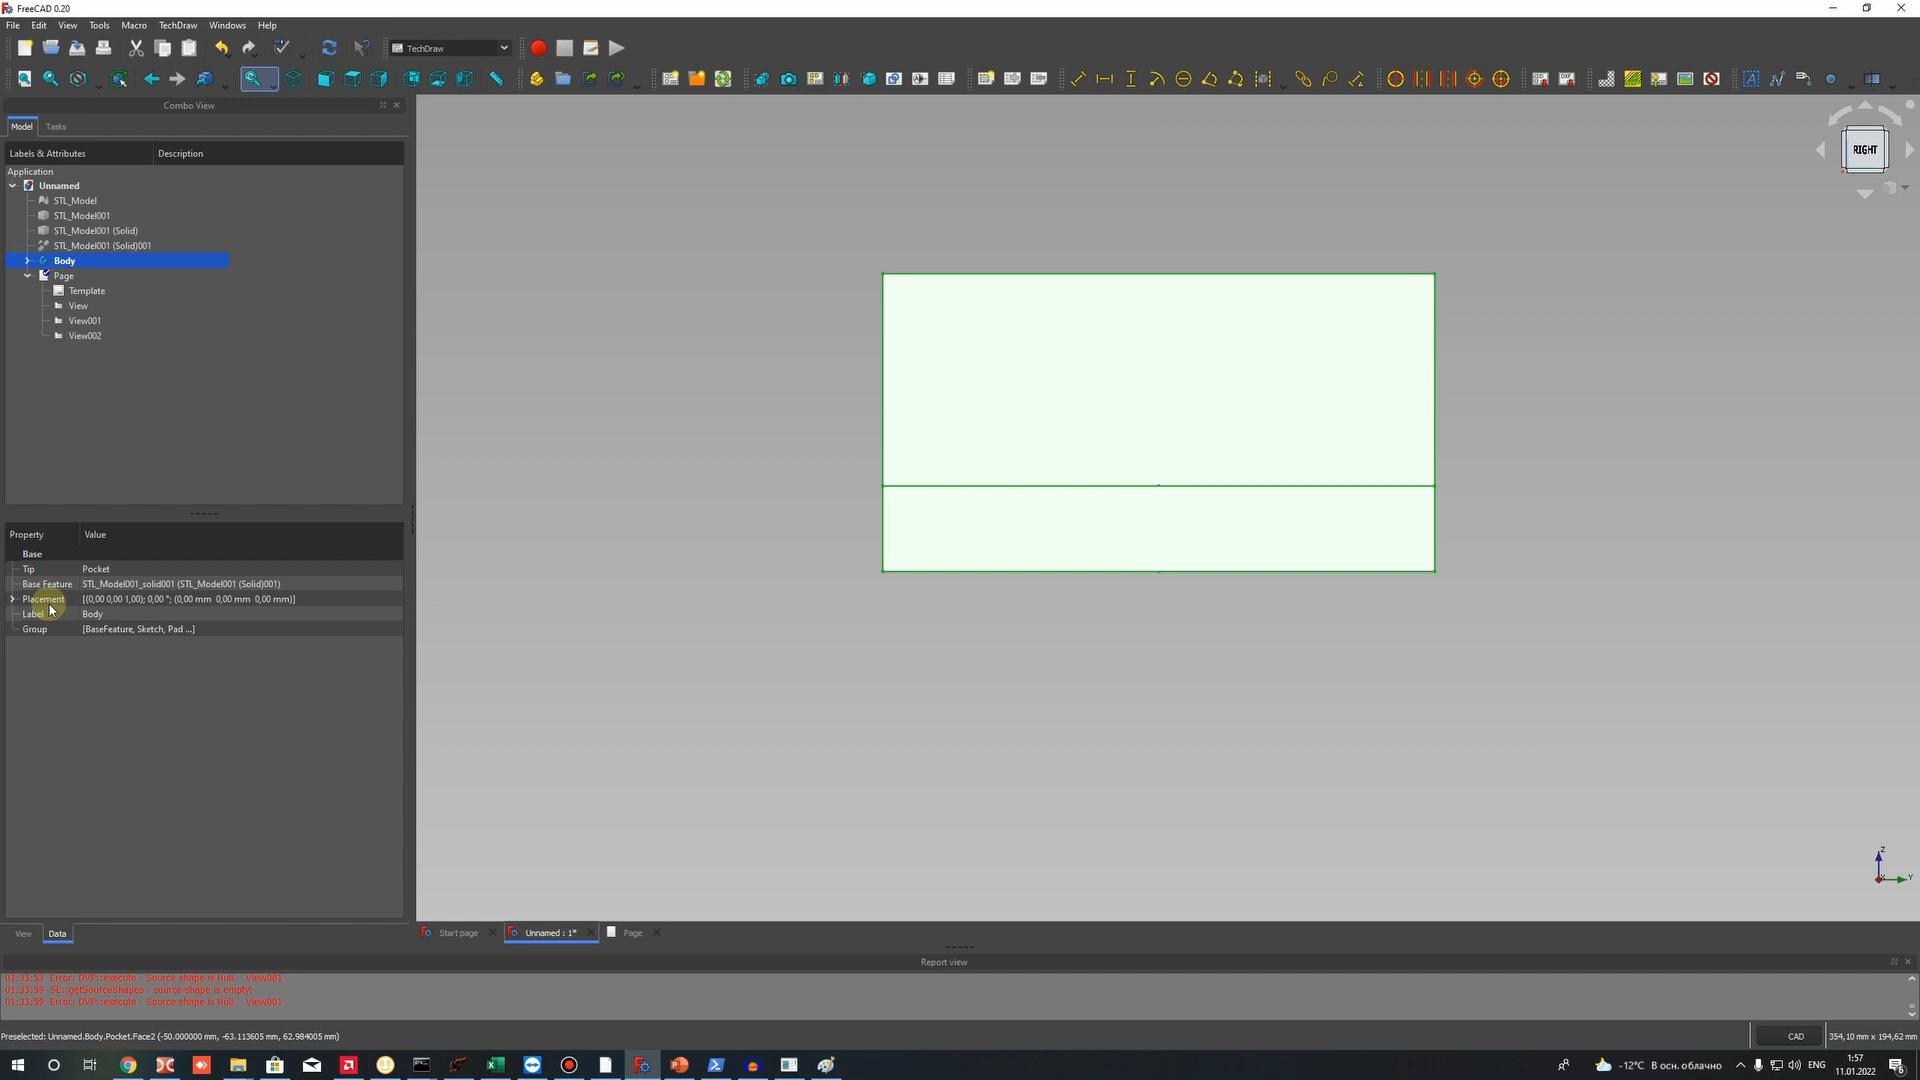 FreeCAD 0.20
File Edit View Tools Macro TechDraw Windows Help
TechDraw
Combo View
Model Tasks
Labels & Attributes Description
Application
Unnamed
STL_Model
STL_Model001
STL_Model001 (Solid)
STL_Model001 (Solid)001
Body
Page
Template
View
View001
View002
RIGHT
Property Value
Base
Tip Pocket
Base Feature STL_Model001_solid001 (STL_Model001 (Solid)001)
Placement [(0,00 0,00 1,00); 0,00 °; (0,00 mm 0,00 mm 0,00 mm)]
Label Body
Group [BaseFeature, Sketch, Pad ...]
Z
Y
View Data
Start page Unnamed : 1* Page
Report view
01:33:53 Error: DVP::execute - Source shape is Null. - View001
01:33:59 SE::getSourceShapes - source shape is empty!
01:33:59 Error: DVP::execute - Source shape is Null. - View001
Preselected: Unnamed.Body.Pocket.Face2 (-50.000000 mm, -63.113605 mm, 62.984005 mm)
CAD 354,10 mm x 194,62 mm
-12°C В осн. облачно ENG 1:57
11.01.2022